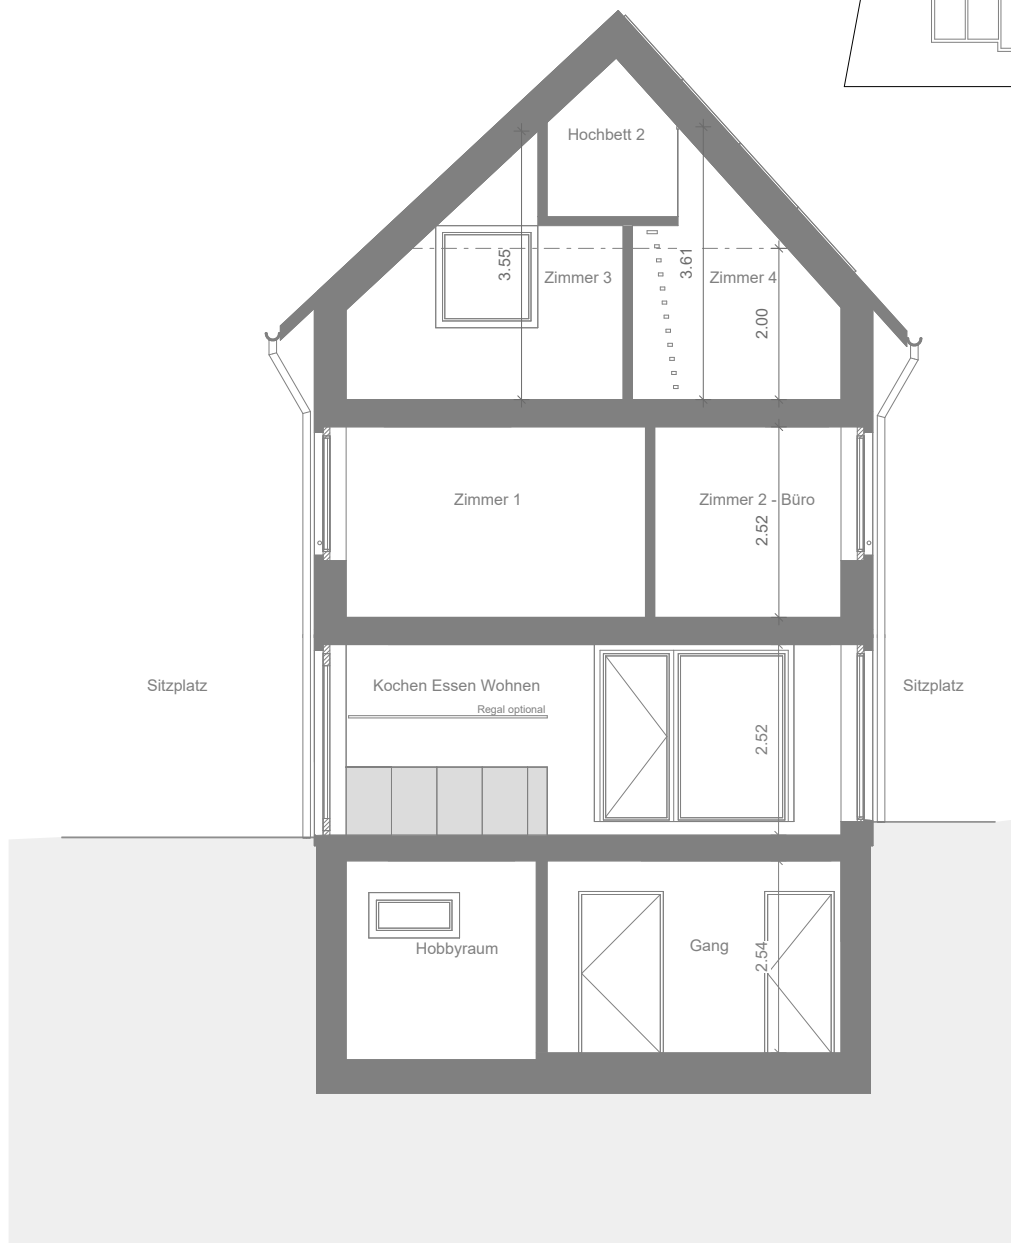 Hochbett 2
3.55
Zimmer 3
3.61
Zimmer 4
2.00
Zimmer 1
Zimmer 2 - Büro
2.52
Sitzplatz
Kochen Essen Wohnen
Sitzplatz
Regal optional
2.52
Hobbyraum
Gang
2.54